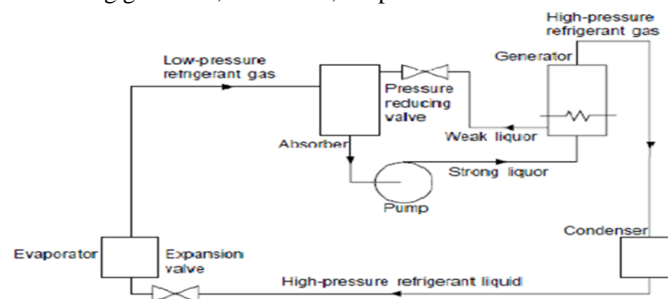 High-pressure
refrigerant gas
Low-pressure
refrigerant gas
Generator
Pressure
reducing
valve
Weak liquor
Absorber
Strong liquor
Pump
Condenser
Evaporator
Expansion
valve
High-pressure refrigerant liquid